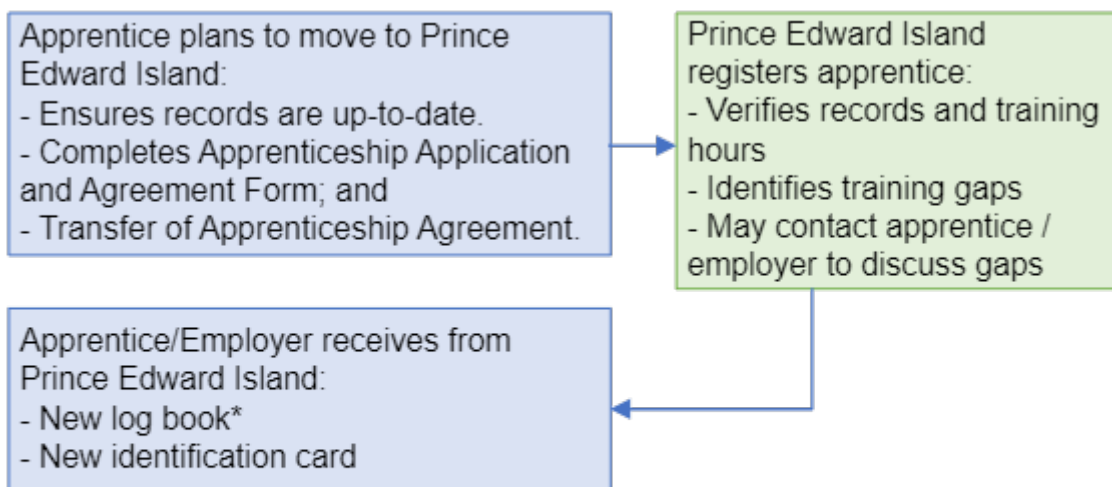 Apprentice plans to move to Prince
Edward Island:
- Ensures records are up-to-date.
- Completes Apprenticeship Application
and Agreement Form; and
- Transfer of Apprenticeship Agreement.
Prince Edward Island
registers apprentice:
- Verifies records and training
hours
- Identifies training gaps
- May contact apprentice /
employer to discuss gaps
Apprentice/Employer receives from
Prince Edward Island:
- New log book*
- New identification card